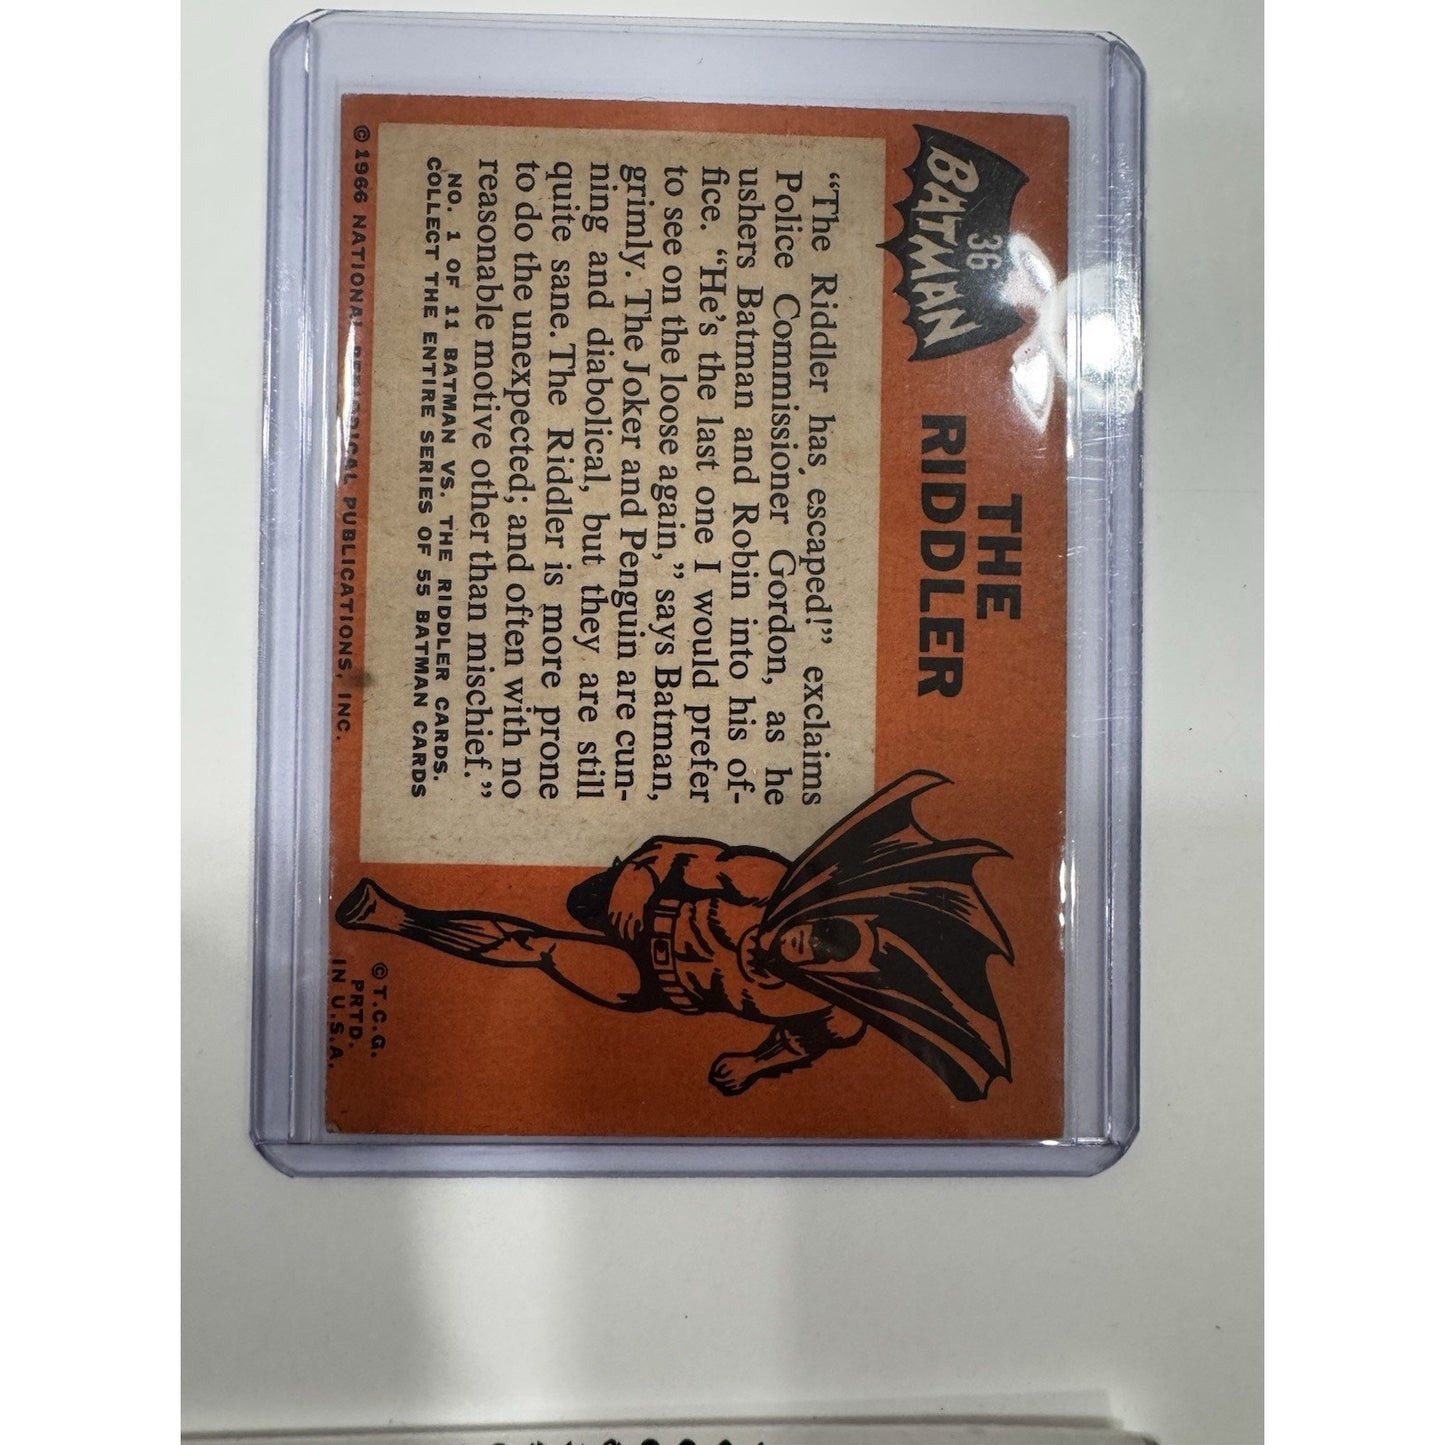 36
BATMAN
THE
RIDDLER
“The Riddler has escaped!” exclaims
Police Commissioner Gordon, as he
ushers Batman and Robin into his of-
fice. “He’s the last one I would prefer
to see on the loose again,” says Batman,
grimly. The Joker and Penguin are cun-
ning and diabolical, but they are still
quite sane. The Riddler is more prone
to do the unexpected; and often with no
reasonable motive other than mischief.”
NO. 1 OF 11 BATMAN VS. THE RIDDLER CARDS.
COLLECT THE ENTIRE SERIES OF 55 BATMAN CARDS
© 1966 NATIONAL PERIODICAL PUBLICATIONS, INC.
© T.C.G.
PRTD.
IN U.S.A.